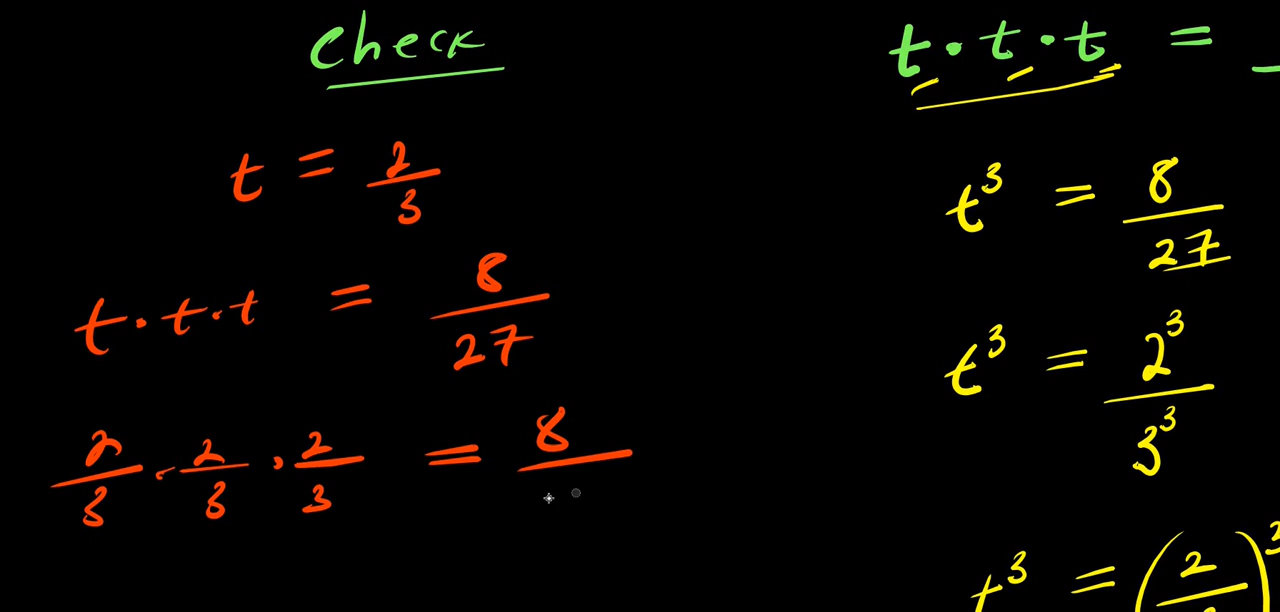 Check
t = 2/3
t · t · t = 8/27
2/3 · 2/3 · 2/3 = 8/
t · t · t =
t³ = 8/27
t³ = 2³/3³
t³ = (2/